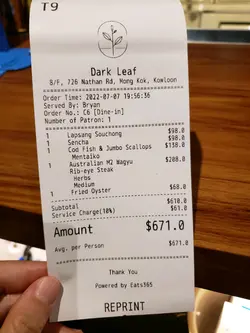 T9
Dark Leaf
8/F, 726 Nathan Rd, Mong Kok, Kowloon
Order Time: 2022-07-07 19:56:36
Served By: Bryan
Order No.: C6 [Dine-in]
Number of Patron: 1
1 Lapsang Souchong $98.0
1 Sencha $98.0
1 Cod Fish & Jumbo Scallops $138.0
Mentaiko
1 Australian M2 Wagyu $208.0
Rib-eye Steak
Herbs
Medium
1 Fried Oyster $68.0
Subtotal $610.0
Service Charge(10%) $61.0
Amount $671.0
Avg. per Person $671.0
Thank You
Powered by Eats365
REPRINT